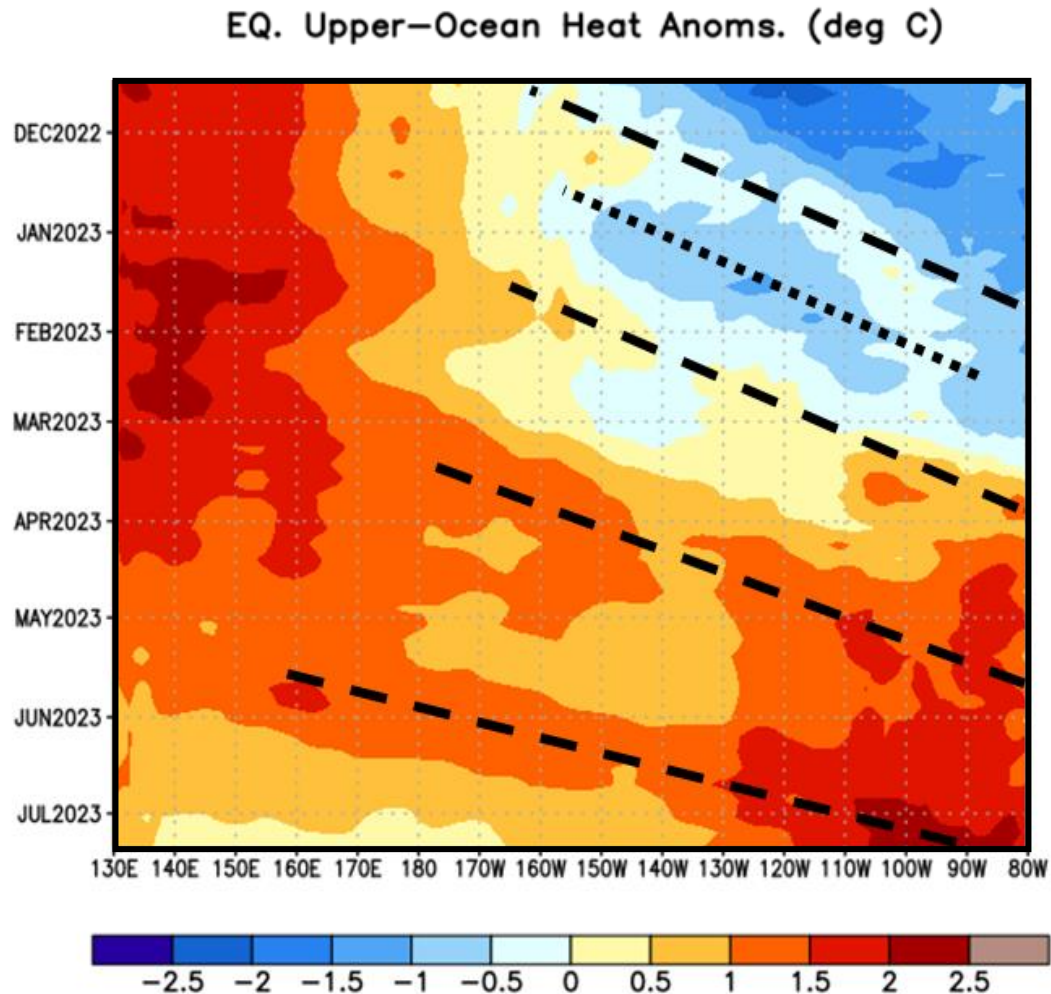 EQ. Upper-Ocean Heat Anoms. (deg C)
DEC2022
JAN2023
FEB2023
MAR2023
APR2023
MAY2023
JUN2023
JUL2023
130E 140E 150E 160E 170E 180 170W 160W 150W 140W 130W 120W 110W 100W 90W 80W
-2.5 -2 -1.5 -1 -0.5 0 0.5 1 1.5 2 2.5